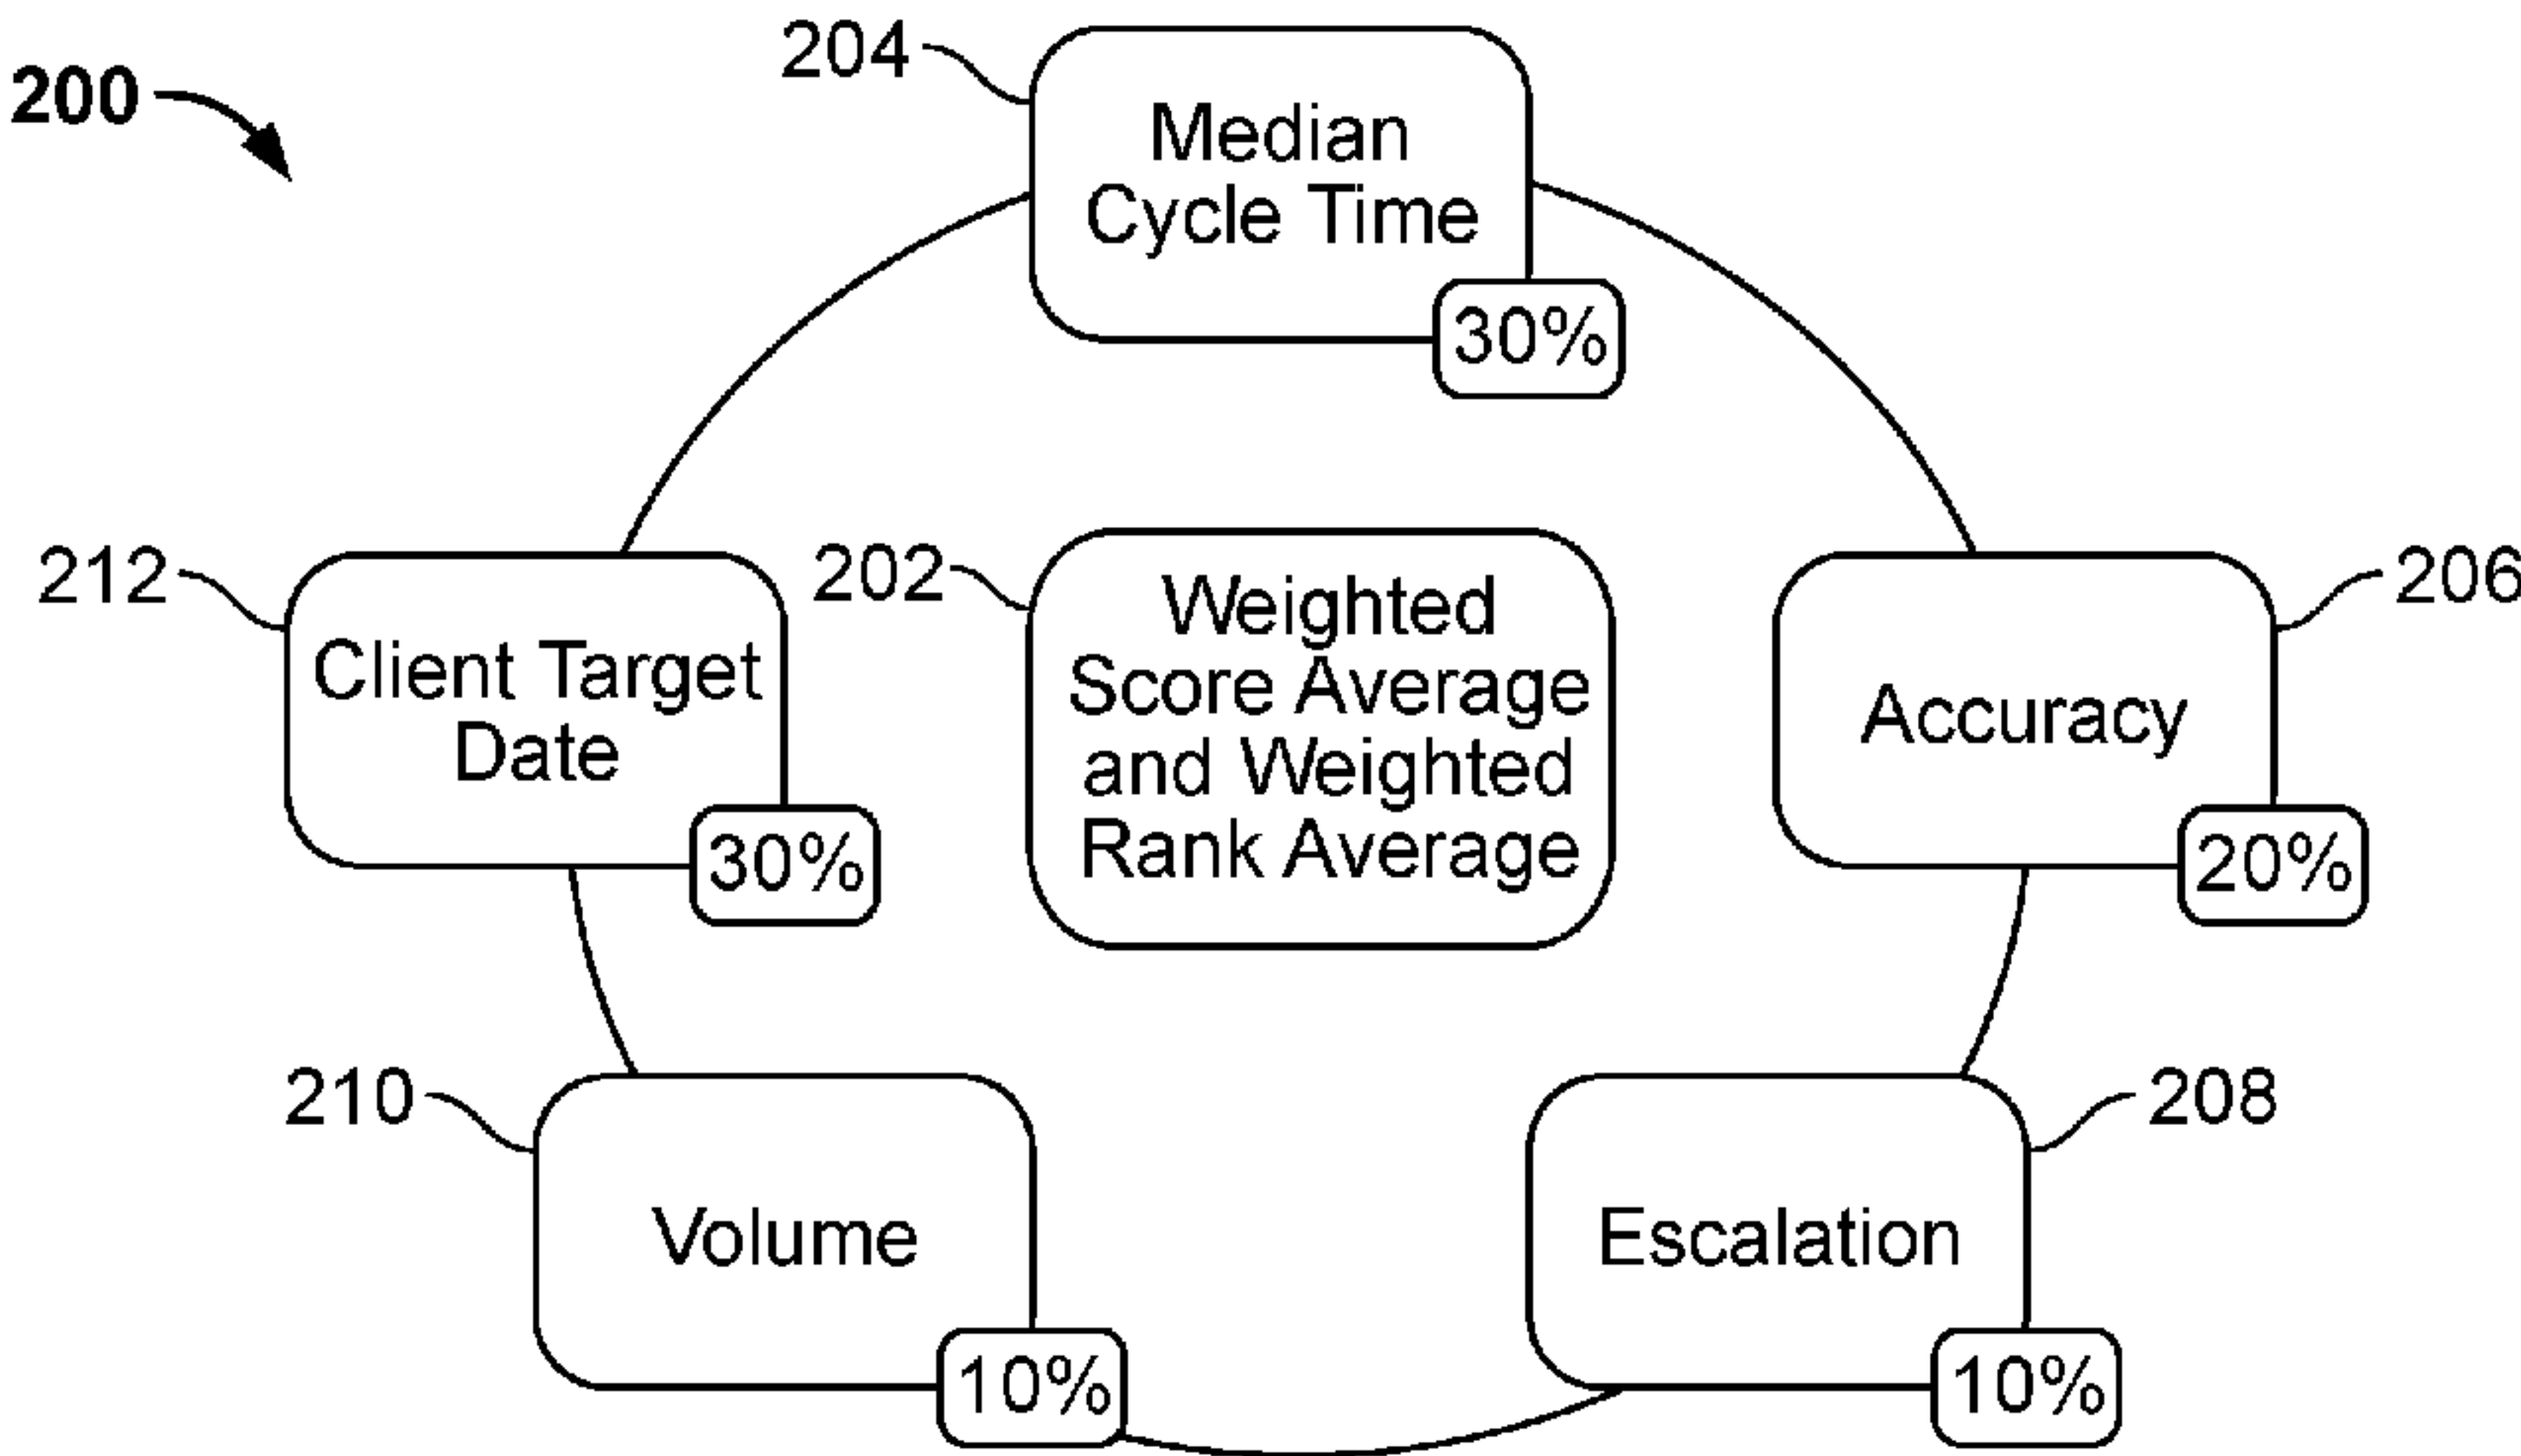 204
200
Median
Cycle Time
30%
212
202
Weighted
Score Average
and Weighted
Rank Average
206
Client Target
Date
30%
Accuracy
20%
210
Volume
10%
208
Escalation
10%